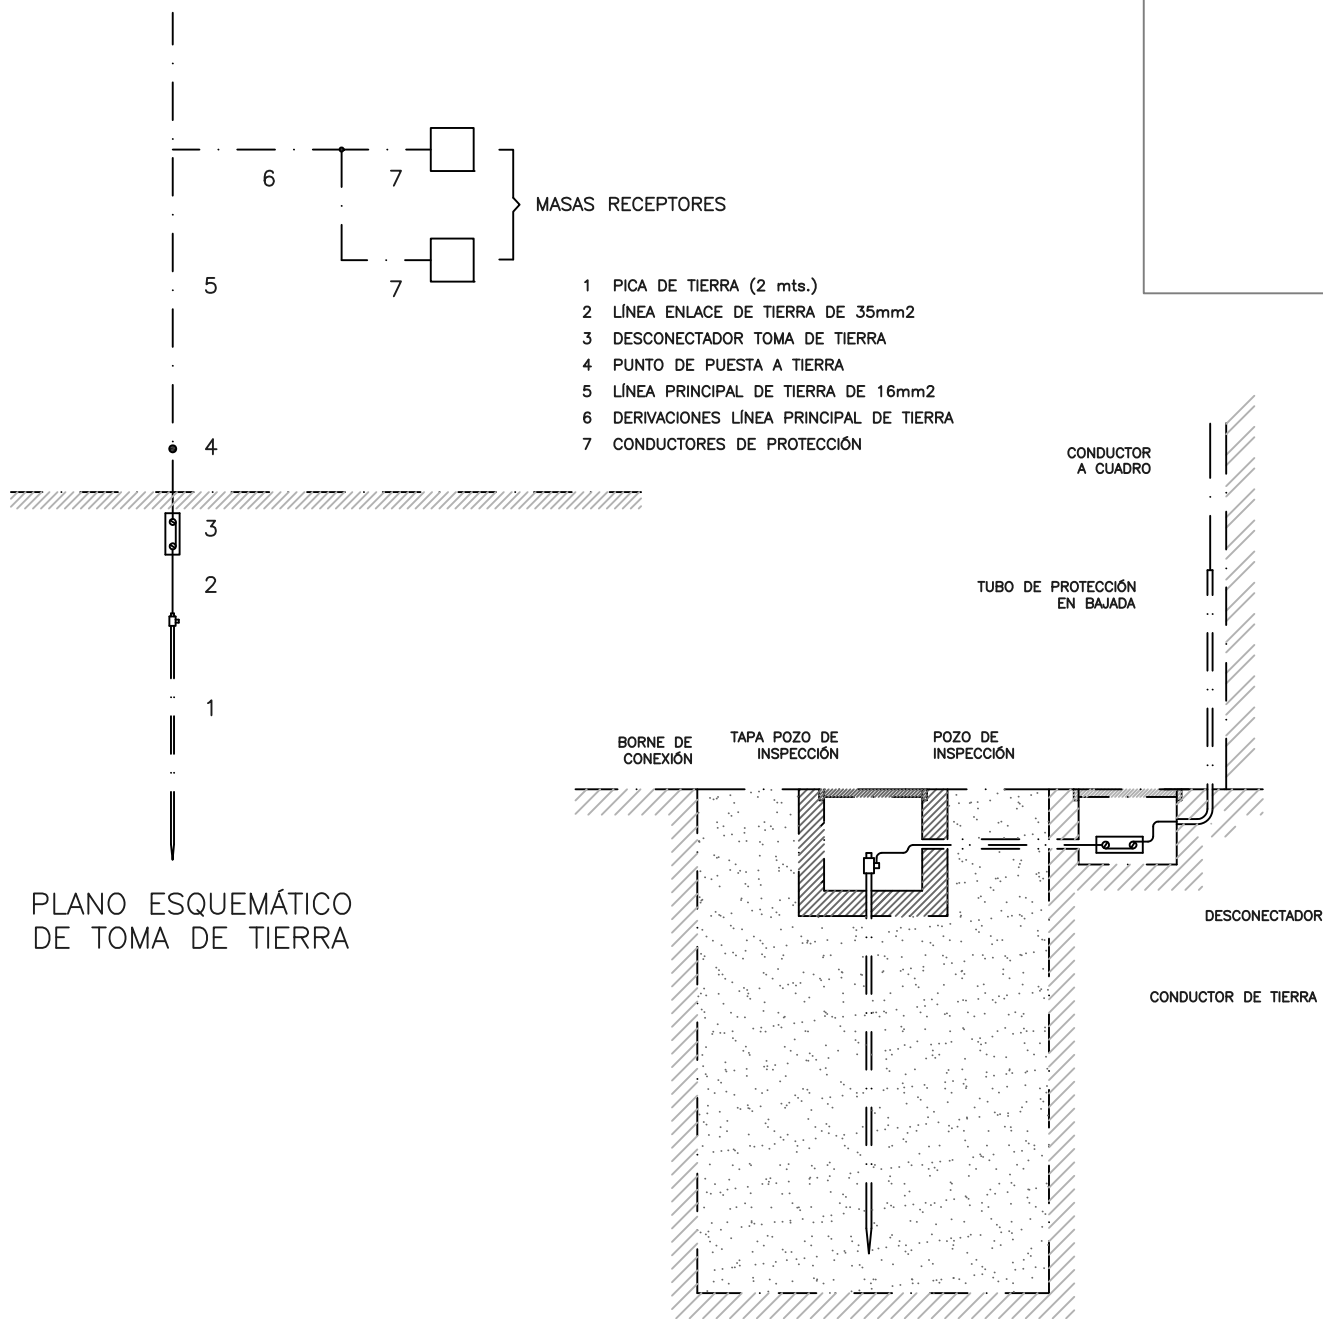 6
7
MASAS RECEPTORES
5
7
1 PICA DE TIERRA (2 mts.)
2 LÍNEA ENLACE DE TIERRA DE 35mm2
3 DESCONECTADOR TOMA DE TIERRA
4 PUNTO DE PUESTA A TIERRA
5 LÍNEA PRINCIPAL DE TIERRA DE 16mm2
6 DERIVACIONES LÍNEA PRINCIPAL DE TIERRA
7 CONDUCTORES DE PROTECCIÓN
4
3
2
1
PLANO ESQUEMÁTICO
DE TOMA DE TIERRA
CONDUCTOR
A CUADRO
TUBO DE PROTECCIÓN
EN BAJADA
BORNE DE
CONEXIÓN
TAPA POZO DE
INSPECCIÓN
POZO DE
INSPECCIÓN
DESCONECTADOR
CONDUCTOR DE TIERRA